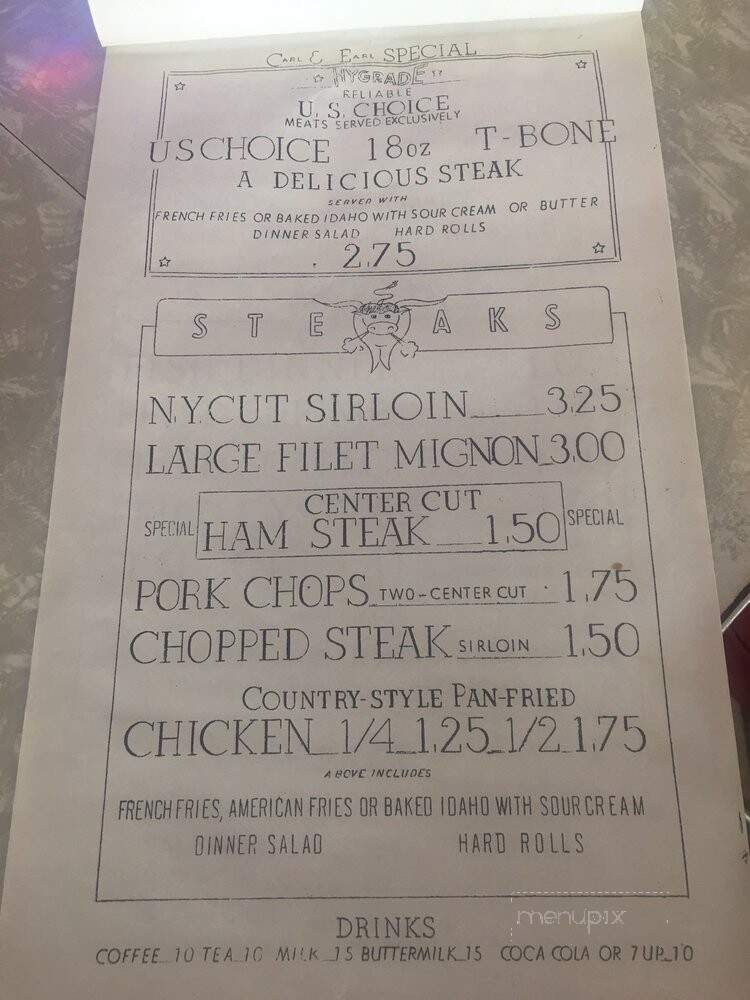 CARL & EARL SPECIAL
HYGRADE
RELIABLE
U.S. CHOICE
MEATS SERVED EXCLUSIVELY
US CHOICE 18oz T-BONE
A DELICIOUS STEAK
SERVED WITH
FRENCH FRIES OR BAKED IDAHO WITH SOUR CREAM OR BUTTER
DINNER SALAD HARD ROLLS
2.75
STEAKS
N.Y.CUT SIRLOIN 3.25
LARGE FILET MIGNON 3.00
CENTER CUT
SPECIAL HAM STEAK 1.50 SPECIAL
PORK CHOPS TWO-CENTER CUT 1.75
CHOPPED STEAK SIRLOIN 1.50
COUNTRY-STYLE PAN-FRIED
CHICKEN 1/4 1.25 1/2 1.75
ABOVE INCLUDES
FRENCH FRIES, AMERICAN FRIES OR BAKED IDAHO WITH SOUR CREAM
DINNER SALAD HARD ROLLS
menupix
DRINKS
COFFEE 10 TEA 10 MILK 15 BUTTERMILK 15 COCA COLA OR 7UP 10